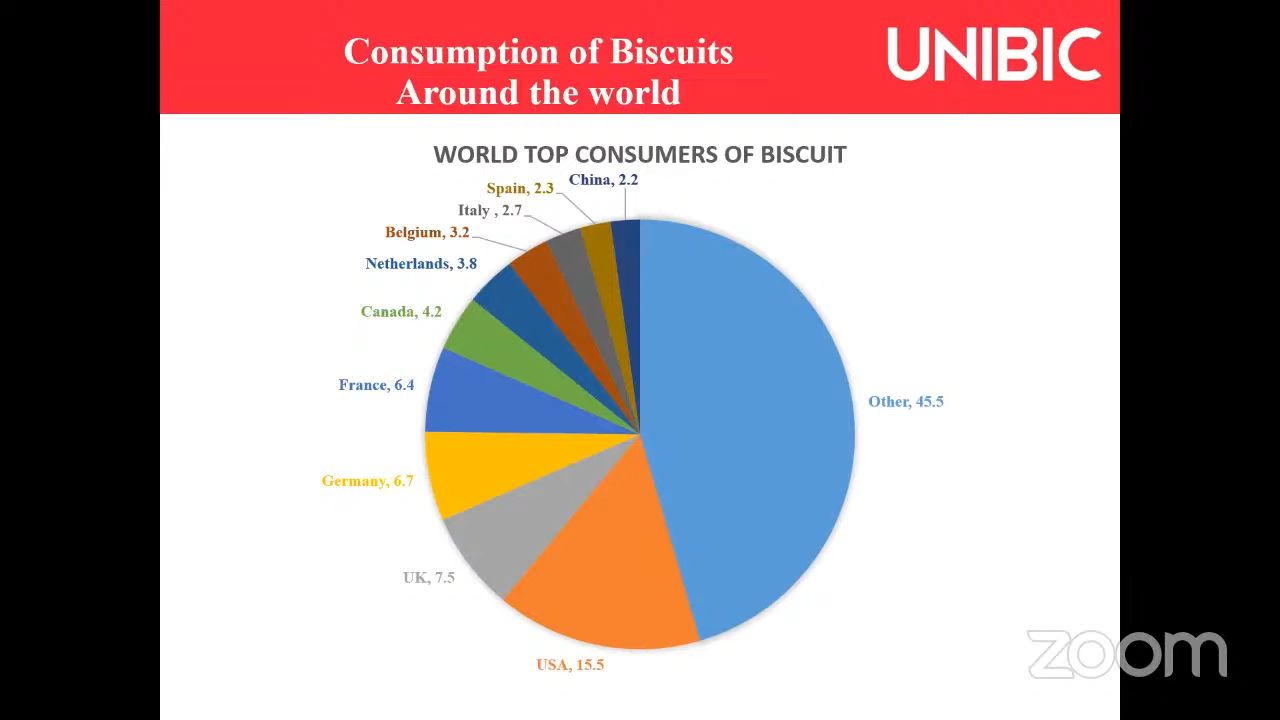 Consumption of Biscuits
Around the world
UNIBIC
WORLD TOP CONSUMERS OF BISCUIT
China, 2.2
Spain, 2.3
Italy , 2.7
Belgium, 3.2
Netherlands, 3.8
Canada, 4.2
France, 6.4
Other, 45.5
Germany, 6.7
UK, 7.5
USA, 15.5
zoom